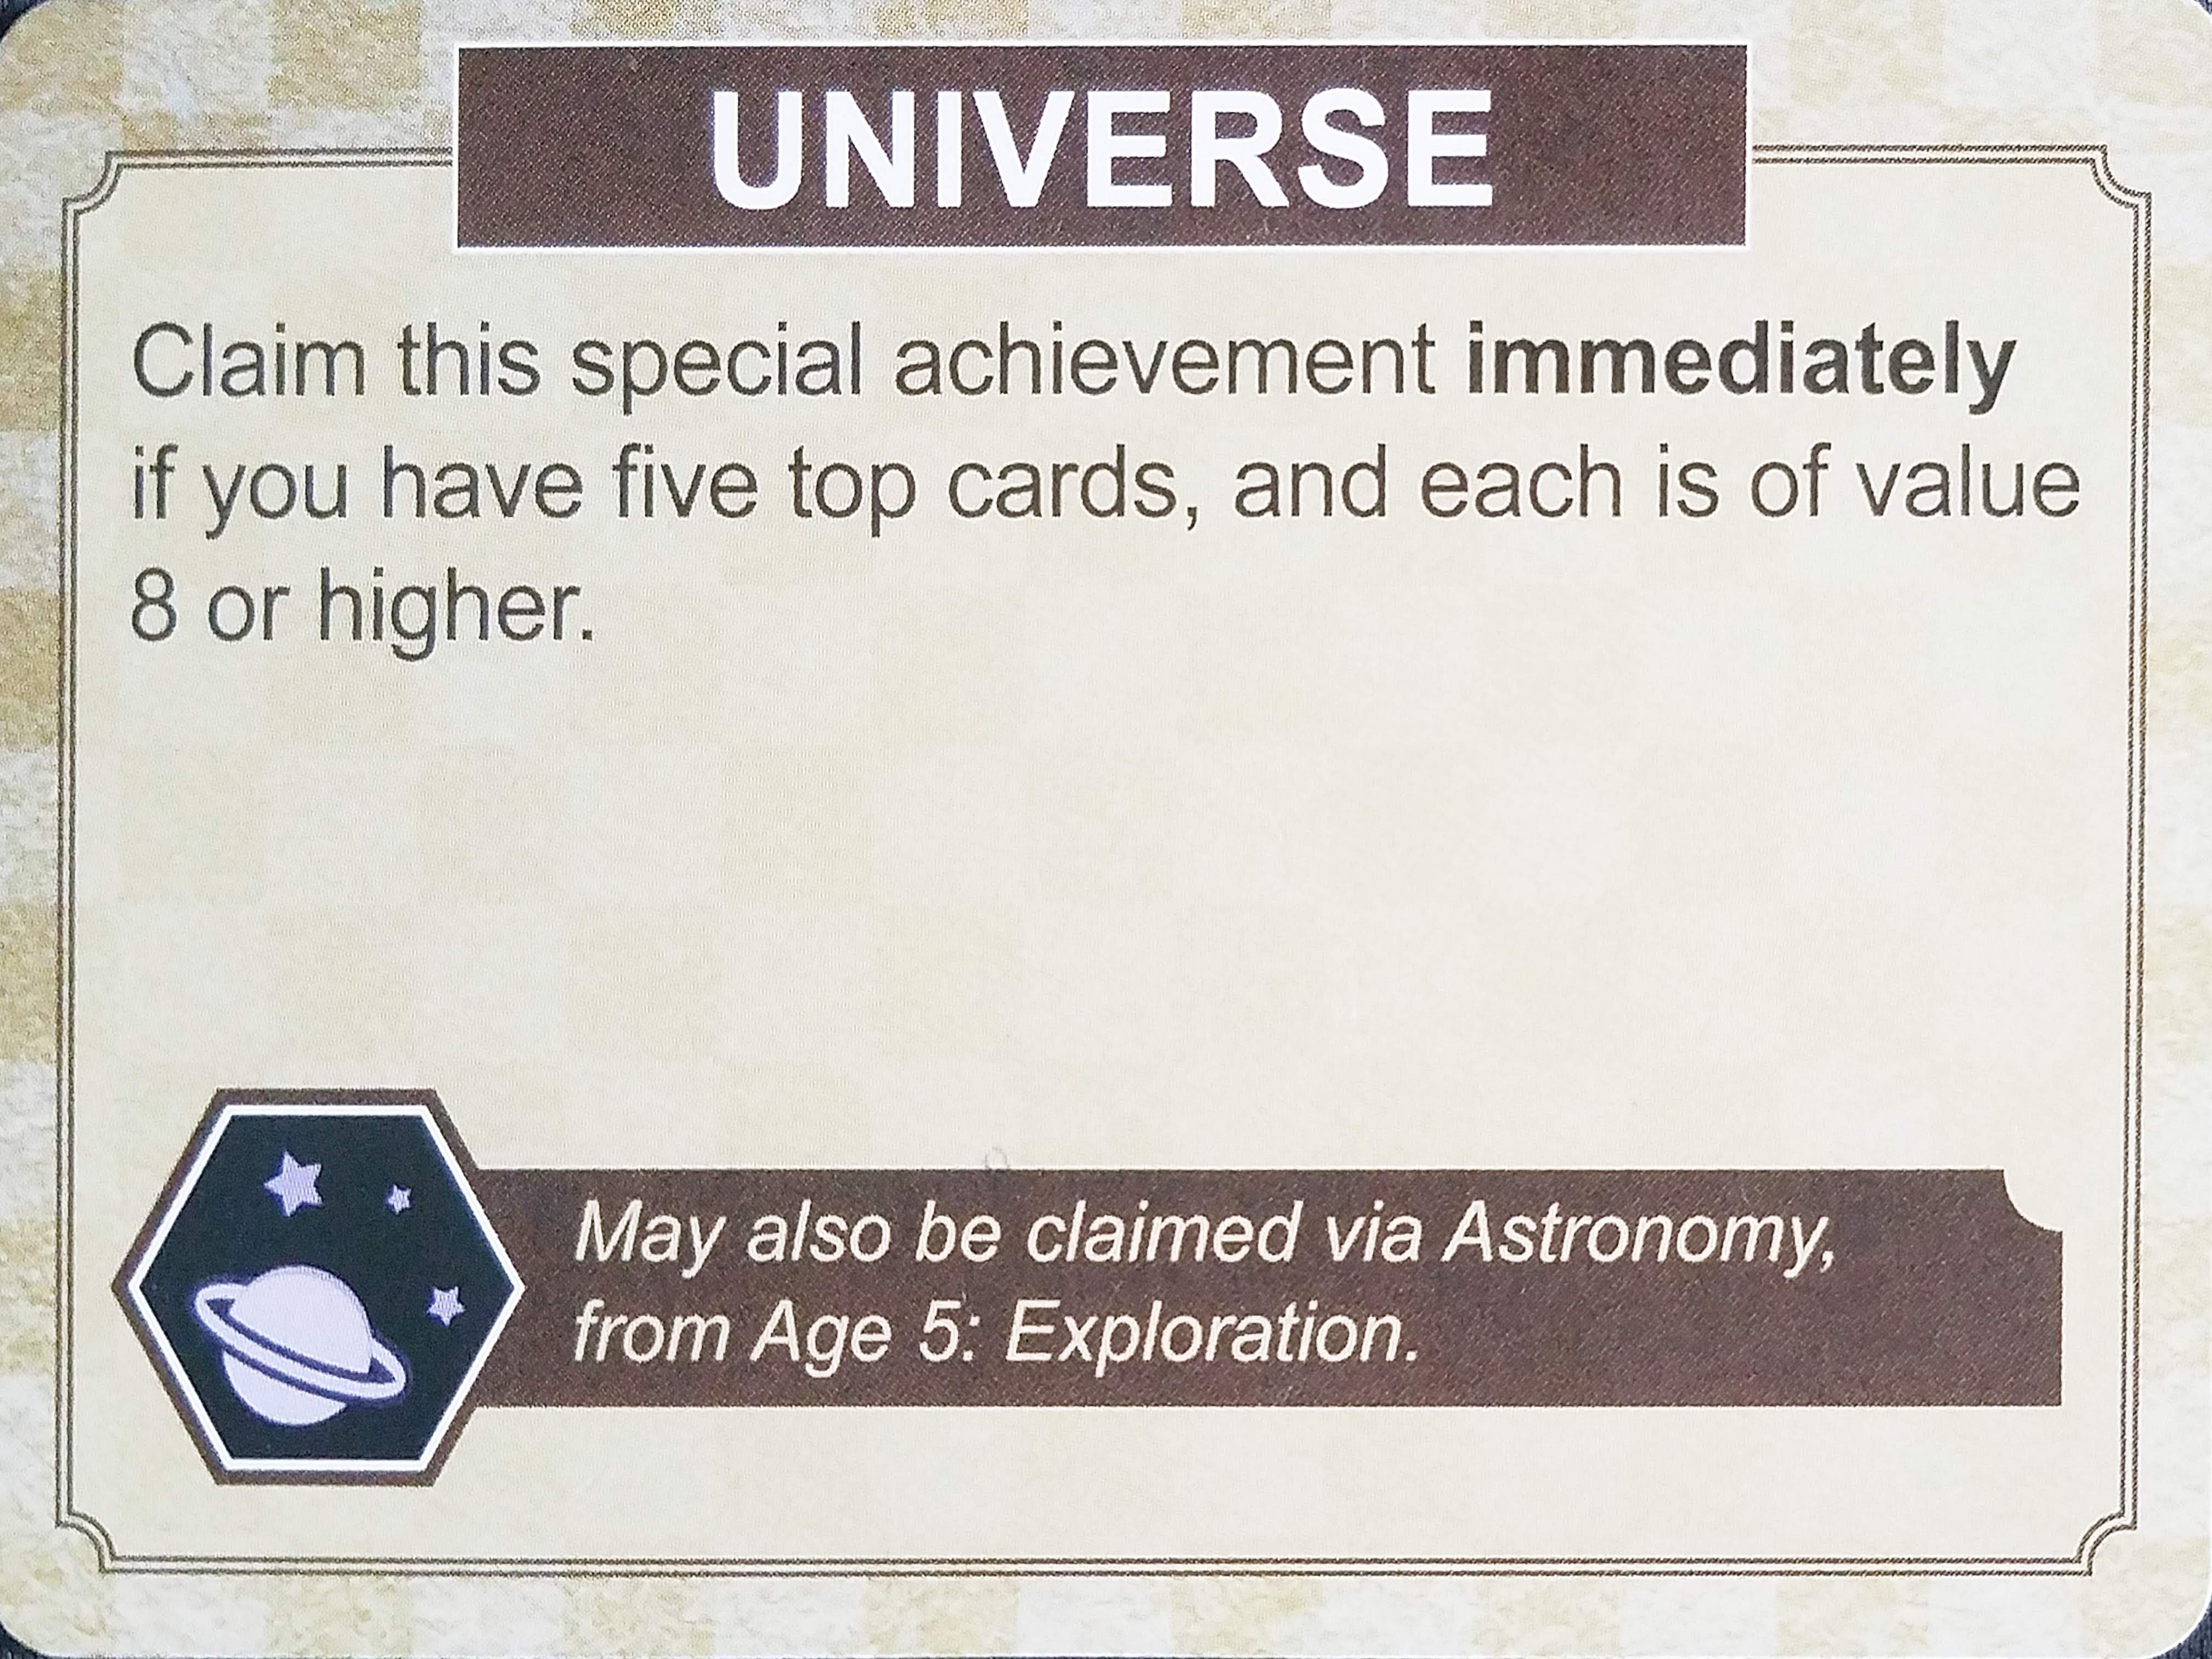 UNIVERSE
Claim this special achievement immediately
if you have five top cards, and each is of value
8 or higher.
May also be claimed via Astronomy,
from Age 5: Exploration.